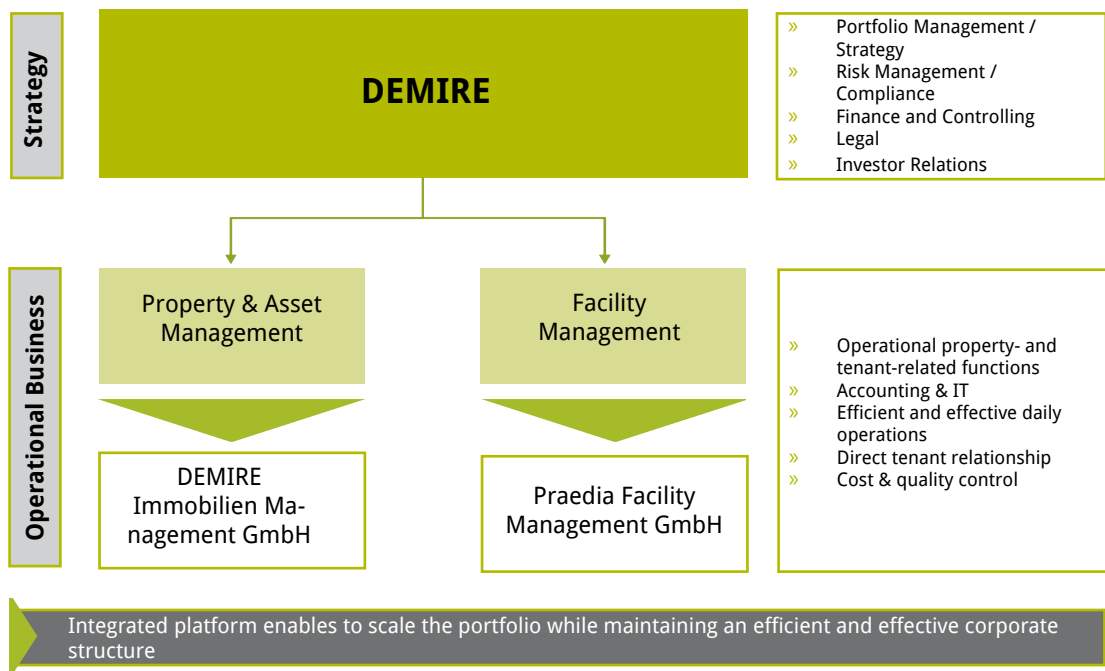 Strategy
DEMIRE
» Portfolio Management /
Strategy
» Risk Management /
Compliance
» Finance and Controlling
» Legal
» Investor Relations
Operational Business
Property & Asset
Management
Facility
Management
DEMIRE
Immobilien Ma-
nagement GmbH
Praedia Facility
Management GmbH
» Operational property- and
tenant-related functions
» Accounting & IT
» Efficient and effective daily
operations
» Direct tenant relationship
» Cost & quality control
Integrated platform enables to scale the portfolio while maintaining an efficient and effective corporate
structure